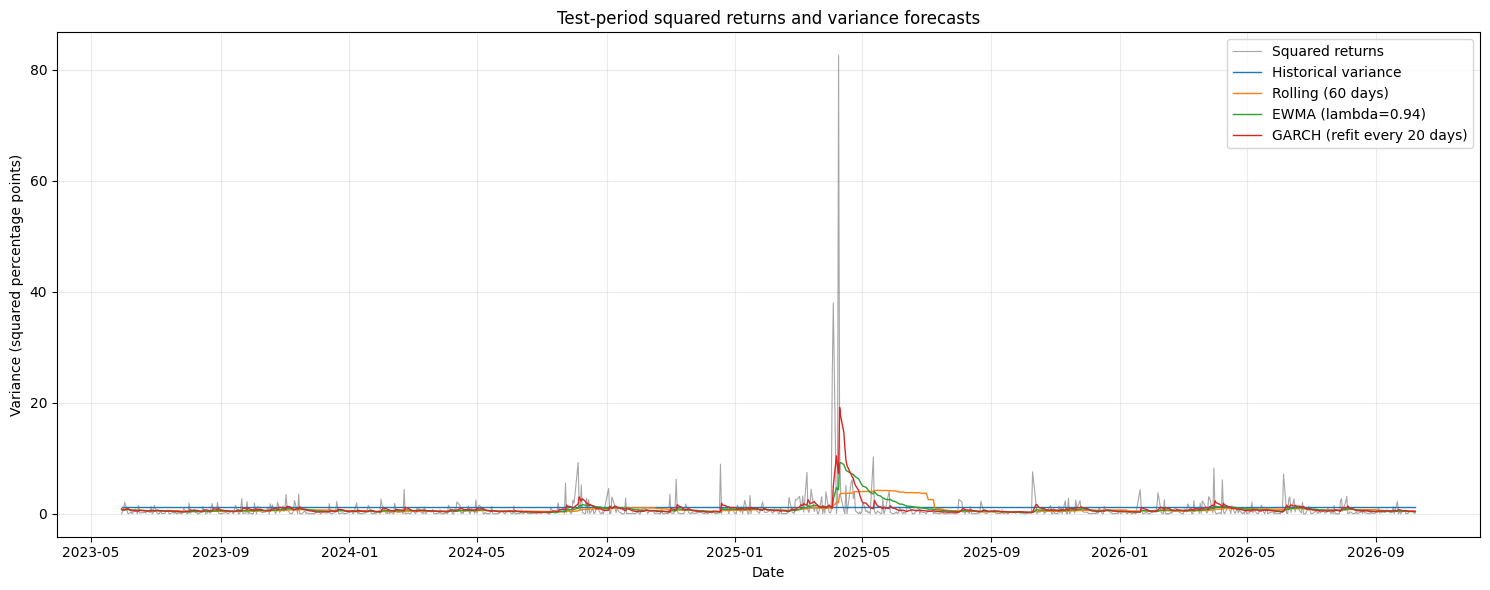 Test-period squared returns and variance forecasts
Squared returns
Historical variance
Rolling (60 days)
EWMA (lambda=0.94)
GARCH (refit every 20 days)
Variance (squared percentage points)
80
60
40
20
0
2023-05 2023-09 2024-01 2024-05 2024-09 2025-01 2025-05 2025-09 2026-01 2026-05 2026-09
Date